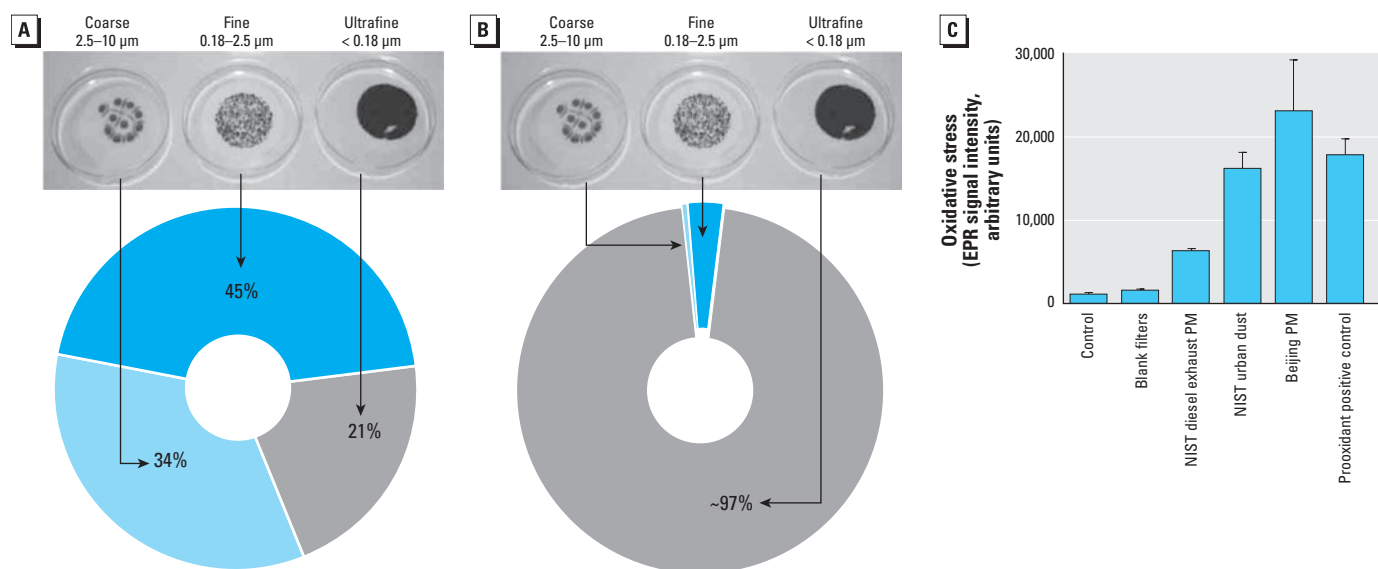 A
Coarse
2.5–10 µm
Fine
0.18–2.5 µm
Ultrafine
< 0.18 µm
45%
34%
21%
B
Coarse
2.5–10 µm
Fine
0.18–2.5 µm
Ultrafine
< 0.18 µm
~97%
C
Oxidative stress
(EPR signal intensity,
arbitrary units)
30,000
20,000
10,000
0
Control
Blank filters
NIST diesel exhaust PM
NIST urban dust
Beijing PM
Prooxidant positive control